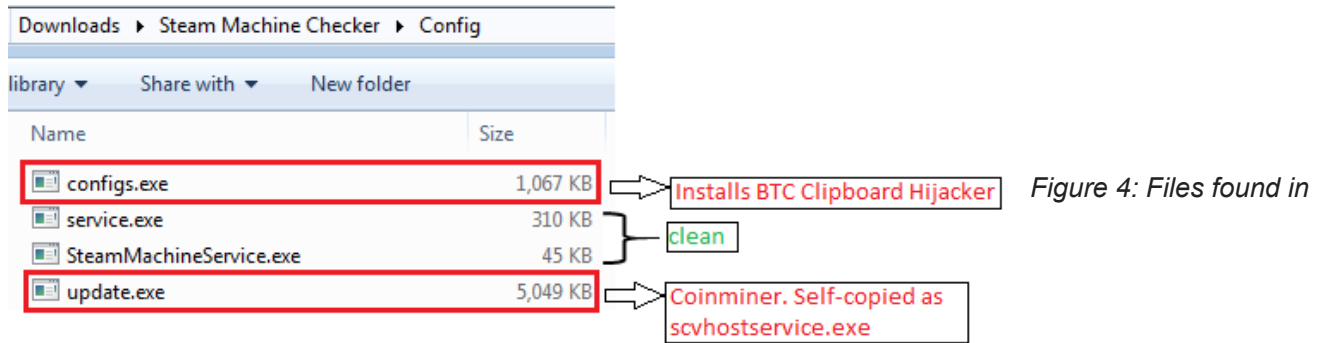 Downloads ▸ Steam Machine Checker ▸ Config
library ▾ Share with ▾ New folder
Name Size
configs.exe 1,067 KB Installs BTC Clipboard Hijacker Figure 4: Files found in
service.exe 310 KB
clean
SteamMachineService.exe 45 KB
update.exe 5,049 KB Coinminer. Self-copied as
scvhostservice.exe